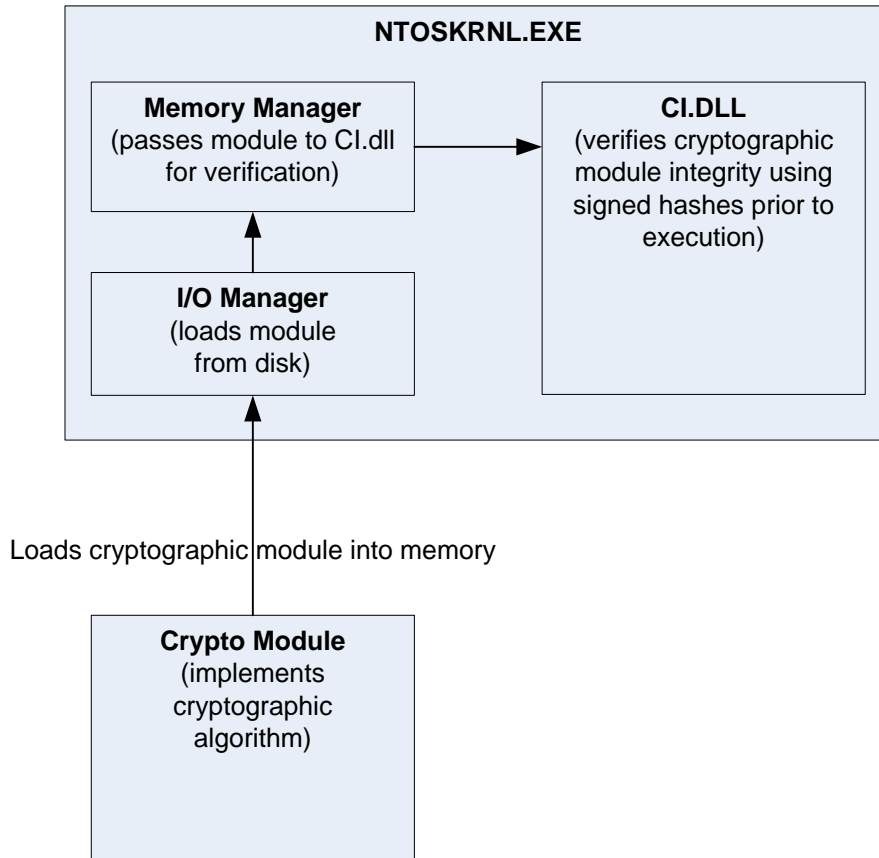 NTOSKRNL.EXE
Memory Manager
(passes module to CI.dll
for verification)
CI.DLL
(verifies cryptographic
module integrity using
signed hashes prior to
execution)
I/O Manager
(loads module
from disk)
Loads cryptographic module into memory
Crypto Module
(implements
cryptographic
algorithm)